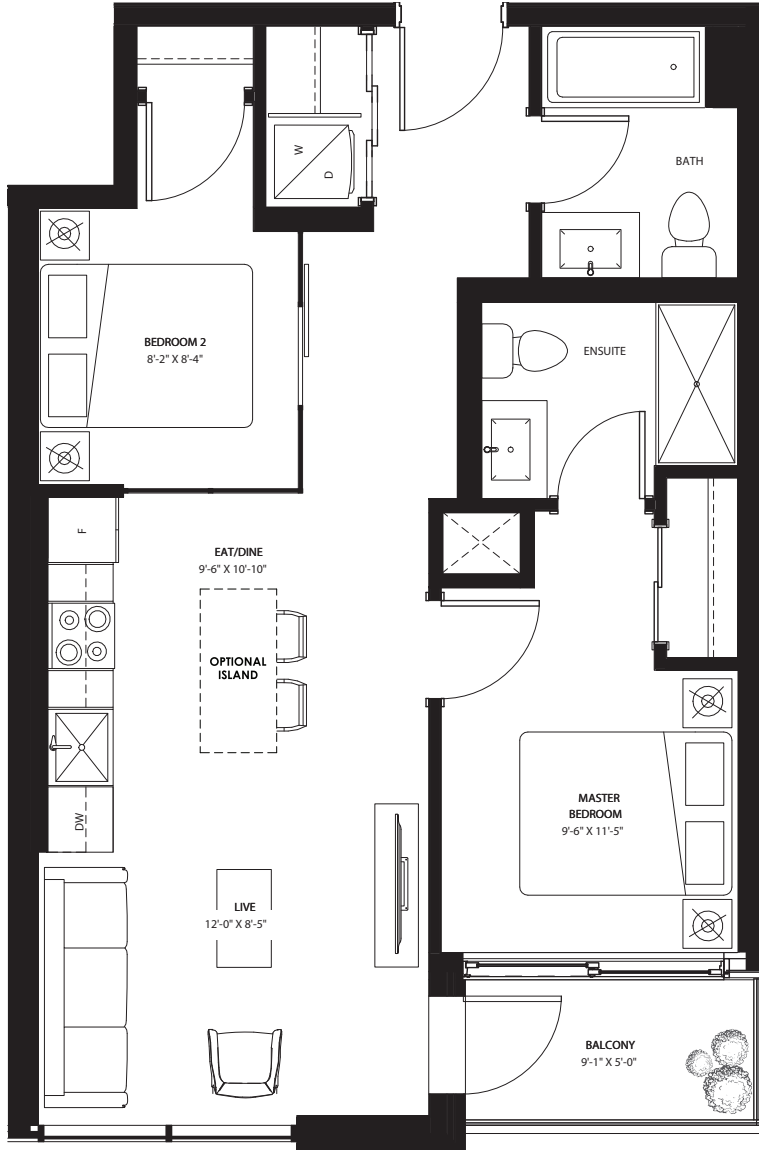 W
D
BATH
BEDROOM 2
8'-2" X 8'-4"
ENSUITE
F
EAT/DINE
9'-6" X 10'-10"
OPTIONAL
ISLAND
DW
MASTER
BEDROOM
9'-6" X 11'-5"
LIVE
12'-0" X 8'-5"
BALCONY
9'-1" X 5'-0"